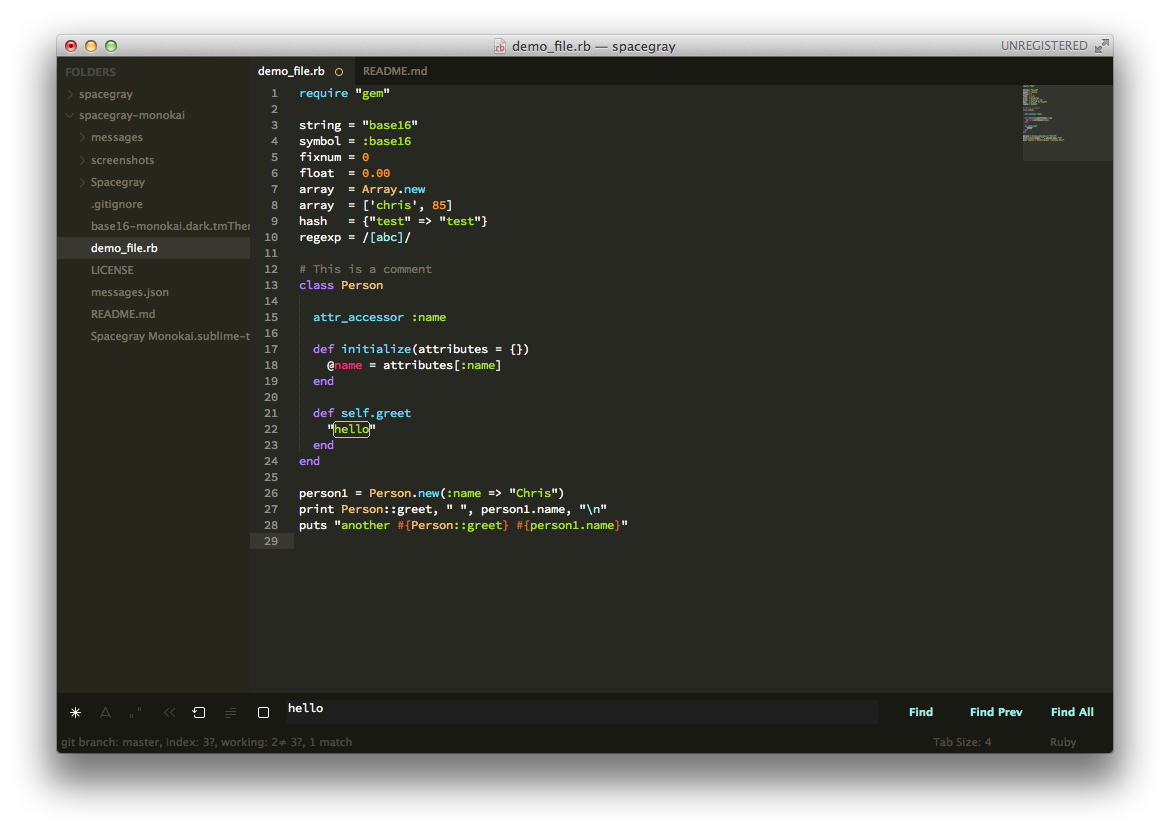 demo_file.rb — spacegray
UNREGISTERED
FOLDERS
spacegray
spacegray-monokai
messages
screenshots
Spacegray
.gitignore
base16-monokai.dark.tmTher
demo_file.rb
LICENSE
messages.json
README.md
Spacegray Monokai.sublime-t
demo_file.rb README.md
1 require "gem"
2
3 string = "base16"
4 symbol = :base16
5 fixnum = 0
6 float  = 0.00
7 array  = Array.new
8 array  = ['chris', 85]
9 hash   = {"test" => "test"}
10 regexp = /[abc]/
11
12 # This is a comment
13 class Person
14
15   attr_accessor :name
16
17   def initialize(attributes = {})
18     @name = attributes[:name]
19   end
20
21   def self.greet
22     "hello"
23   end
24 end
25
26 person1 = Person.new(:name => "Chris")
27 print Person::greet, " ", person1.name, "\n"
28 puts "another #{Person::greet} #{person1.name}"
29
hello
Find Find Prev Find All
git branch: master, index: 3?, working: 2≠ 3?, 1 match
Tab Size: 4 Ruby